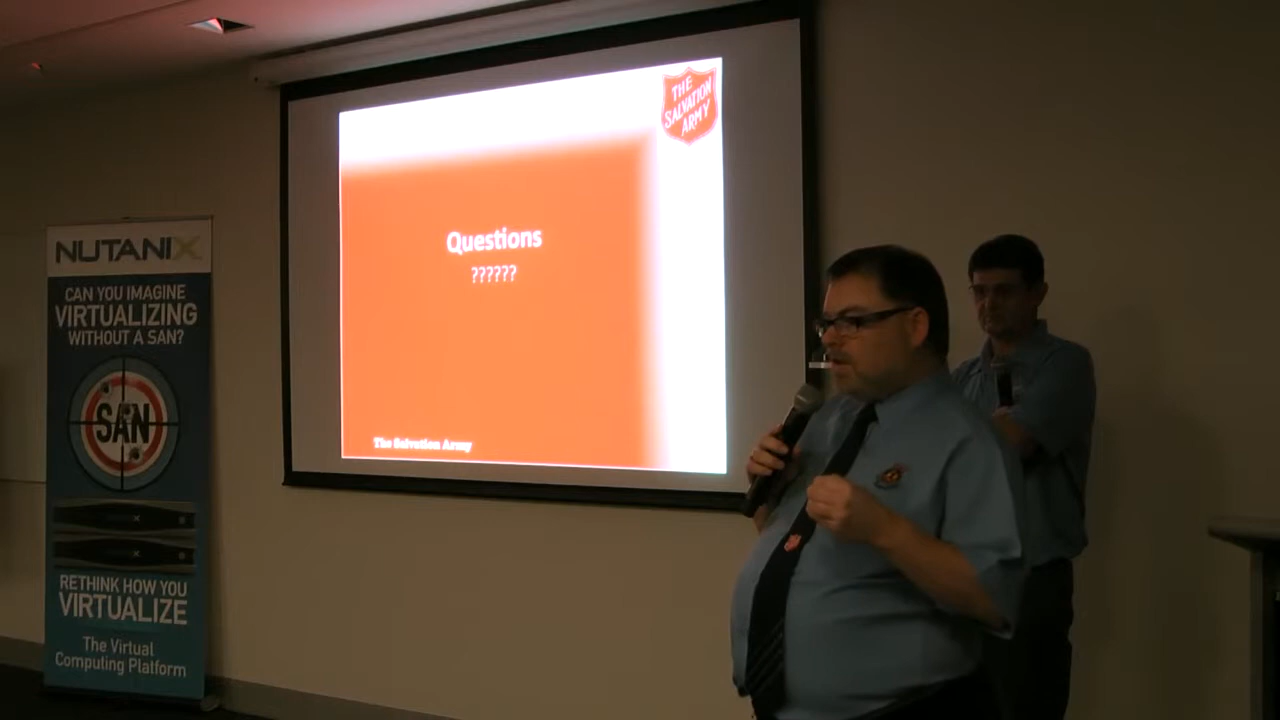 NUTANIX
CAN YOU IMAGINE
VIRTUALIZING
WITHOUT A SAN?
SAN
RETHINK HOW YOU
VIRTUALIZE
The Virtual
Computing Platform
THE
SALVATION
ARMY
Questions
??????
The Salvation Army